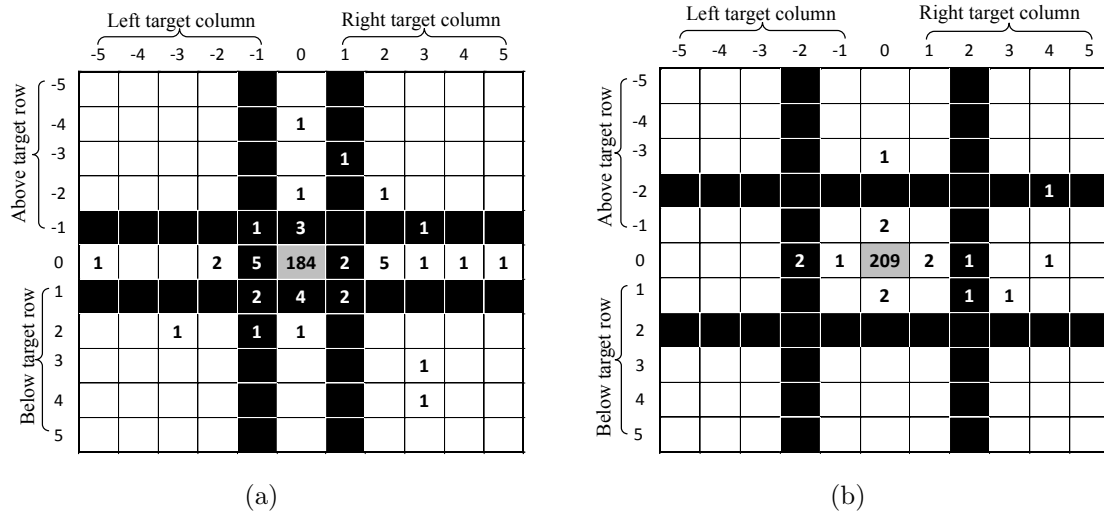 Left target column Right target column
-5 -4 -3 -2 -1 0 1 2 3 4 5
Above target row
-5
-4 1
-3 1
-2 1 1
-1 1 3 1
0 1 2 5 184 2 5 1 1 1
Below target row
1 2 4 2
2 1 1 1
3 1
4 1
5
(a)
Left target column Right target column
-5 -4 -3 -2 -1 0 1 2 3 4 5
Above target row
-5
-4
-3 1
-2 1
-1 2
0 2 1 209 2 1 1
Below target row
1 2 1 1
2
3
4
5
(b)